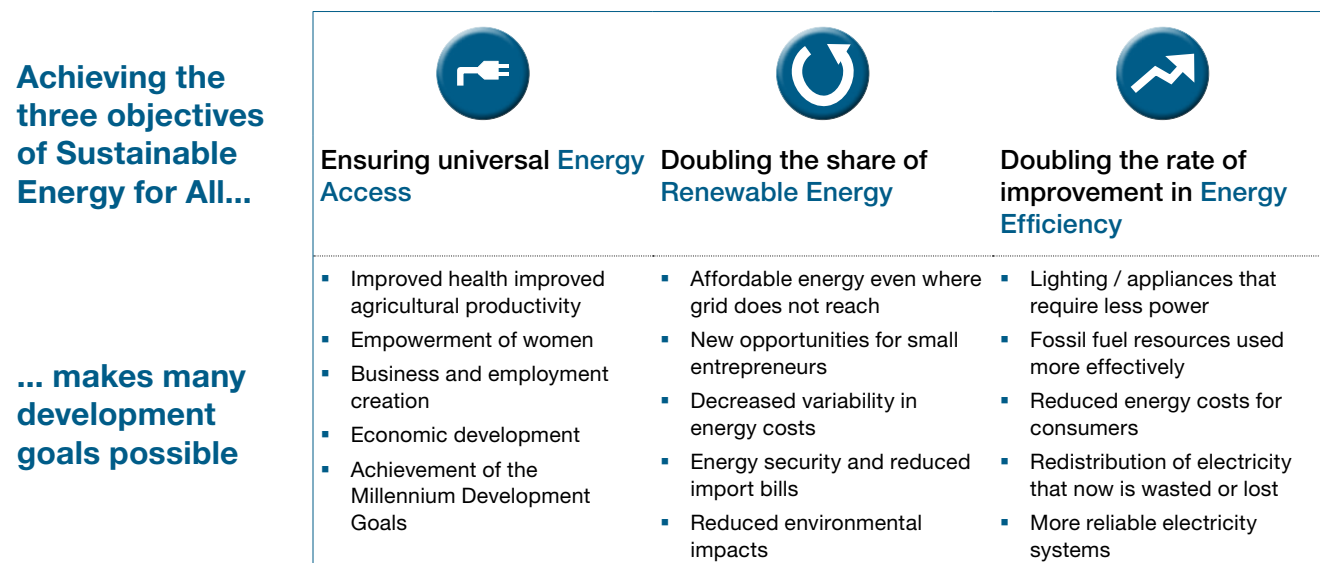 Achieving the
three objectives
of Sustainable
Energy for All...
Ensuring universal Energy
Access
Doubling the share of
Renewable Energy
Doubling the rate of
improvement in Energy
Efficiency
... makes many
development
goals possible
▪ Improved health improved
agricultural productivity
▪ Empowerment of women
▪ Business and employment
creation
▪ Economic development
▪ Achievement of the
Millennium Development
Goals
▪ Affordable energy even where
grid does not reach
▪ New opportunities for small
entrepreneurs
▪ Decreased variability in
energy costs
▪ Energy security and reduced
import bills
▪ Reduced environmental
impacts
▪ Lighting / appliances that
require less power
▪ Fossil fuel resources used
more effectively
▪ Reduced energy costs for
consumers
▪ Redistribution of electricity
that now is wasted or lost
▪ More reliable electricity
systems